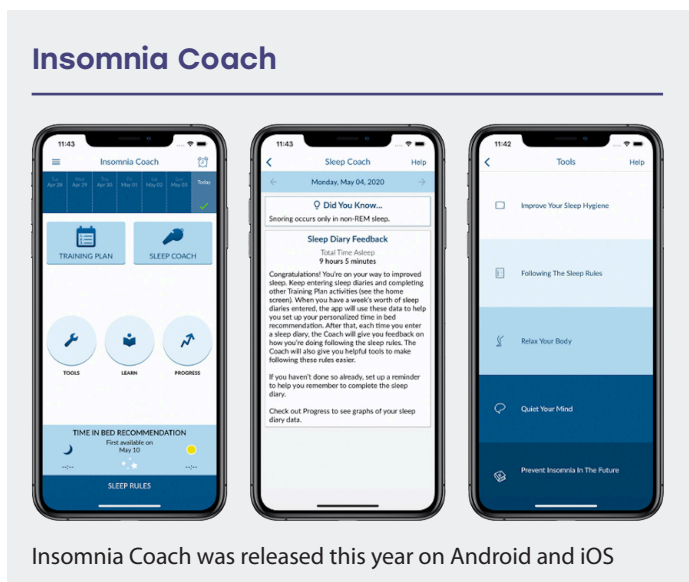 Insomnia Coach
11:43
Insomnia Coach
Tue Wed Thu Fri Sat Sun Today
Apr 28 Apr 29 Apr 30 May 01 May 02 May 03
TRAINING PLAN
SLEEP COACH
TOOLS
LEARN
PROGRESS
TIME IN BED RECOMMENDATION
First available on
May 10
--:-- --:--
SLEEP RULES
11:43
Sleep Coach Help
Monday, May 04, 2020
Did You Know...
Snoring occurs only in non-REM sleep.
Sleep Diary Feedback
Total Time Asleep
9 hours 5 minutes
Congratulations! You're on your way to improved
sleep. Keep entering sleep diaries and completing
other Training Plan activities (see the home
screen). When you have a week's worth of sleep
diaries entered, the app will use these data to help
you set up your personalized time in bed
recommendation. After that, each time you enter
a sleep diary, the Coach will give you feedback on
how you're doing following the sleep rules. The
Coach will also give you helpful tools to make
following these rules easier.
If you haven't done so already, set up a reminder
to help you remember to complete the sleep
diary.
Check out Progress to see graphs of your sleep
diary data.
11:42
Tools Help
Improve Your Sleep Hygiene
Following The Sleep Rules
Relax Your Body
Quiet Your Mind
Prevent Insomnia In The Future
Insomnia Coach was released this year on Android and iOS